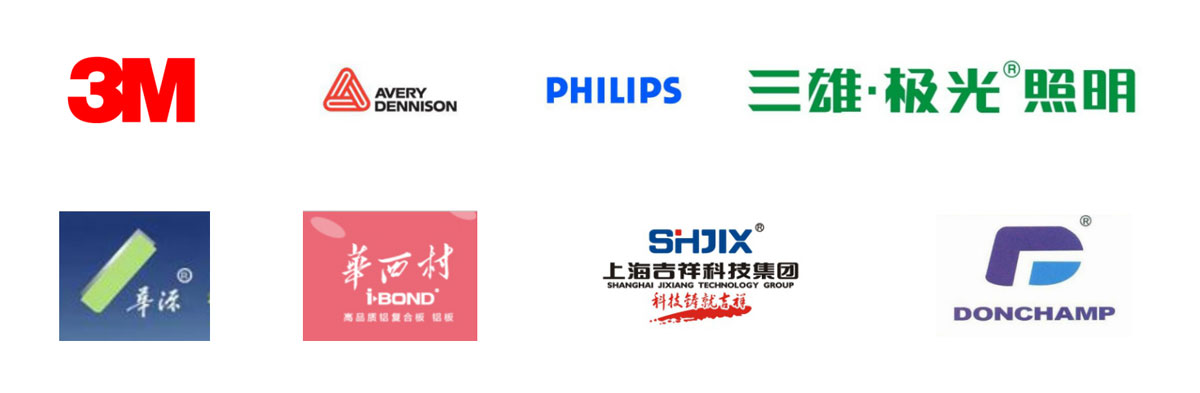 3M
AVERY
DENNISON
PHILIPS
三雄·极光®照明
華源®
華西村
i·BOND
高品质铝复合板 铝板
SHJIX®
上海吉祥科技集团
SHANGHAI JIXIANG TECHNOLOGY GROUP
科技铸就吉祥
®
DONCHAMP